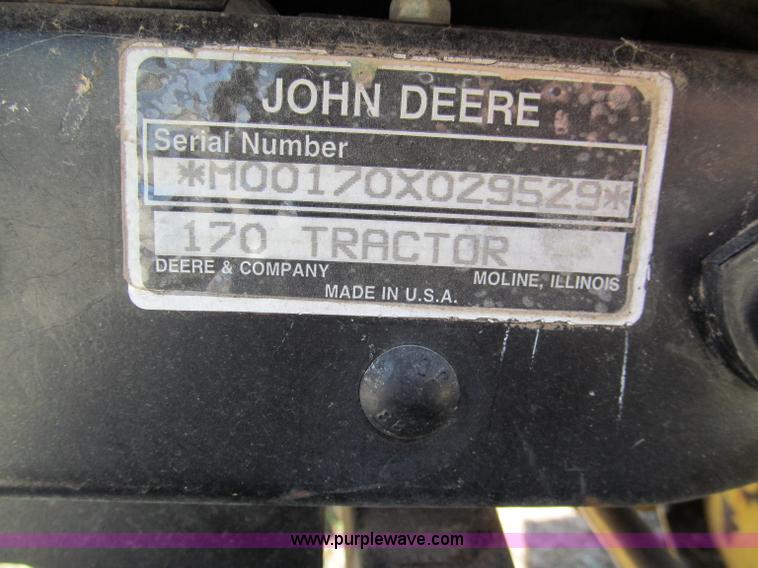 JOHN DEERE
Serial Number
*M00170X029529*
170 TRACTOR
DEERE & COMPANY MOLINE, ILLINOIS
MADE IN U.S.A.
www.purplewave.com